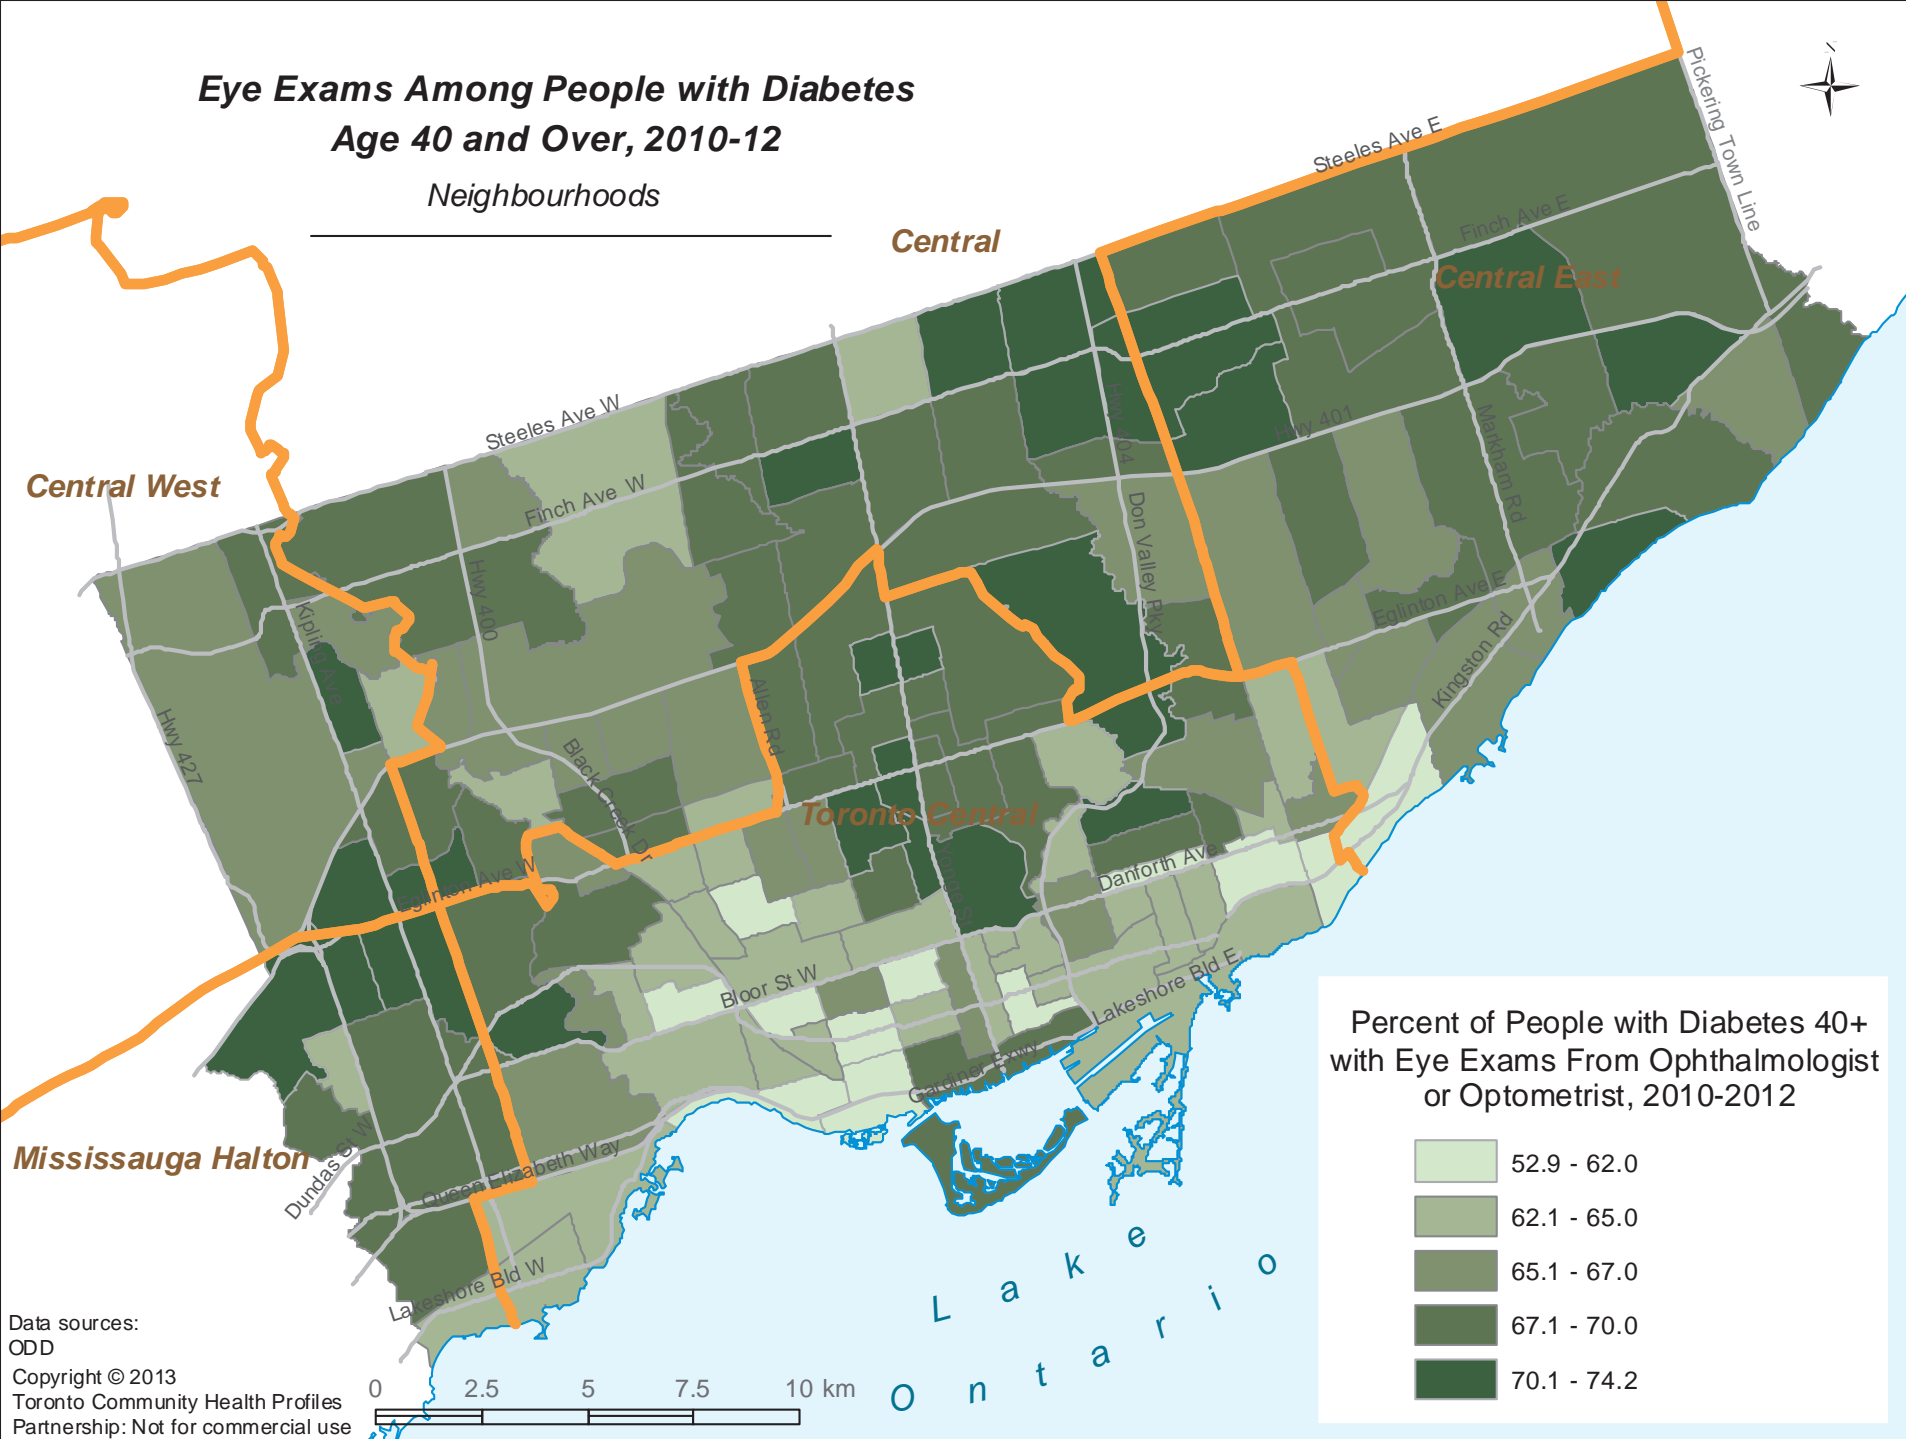 Eye Exams Among People with Diabetes
Age 40 and Over, 2010-12
Neighbourhoods
N
Pickering Town Line
Steeles Ave E
Finch Ave E
Central
Central East
Steeles Ave W
Hwy 404
Hwy 401
Markham Rd
Central West
Finch Ave W
Don Valley Pky
Hwy 400
Kipling Ave
Eglinton Ave E
Kingston Rd
Hwy 427
Allen Rd
Black Creek Dr
Toronto Central
Yonge St
Danforth Ave
Eglinton Ave W
Bloor St W
Lakeshore Bld E
Gardiner Expy
Mississauga Halton
Dundas St W
Queen Elizabeth Way
Lakeshore Bld W
Lake
Ontario
Percent of People with Diabetes 40+
with Eye Exams From Ophthalmologist
or Optometrist, 2010-2012
52.9 - 62.0
62.1 - 65.0
65.1 - 67.0
67.1 - 70.0
70.1 - 74.2
Data sources:
ODD
Copyright © 2013
Toronto Community Health Profiles
Partnership: Not for commercial use
0 2.5 5 7.5 10 km